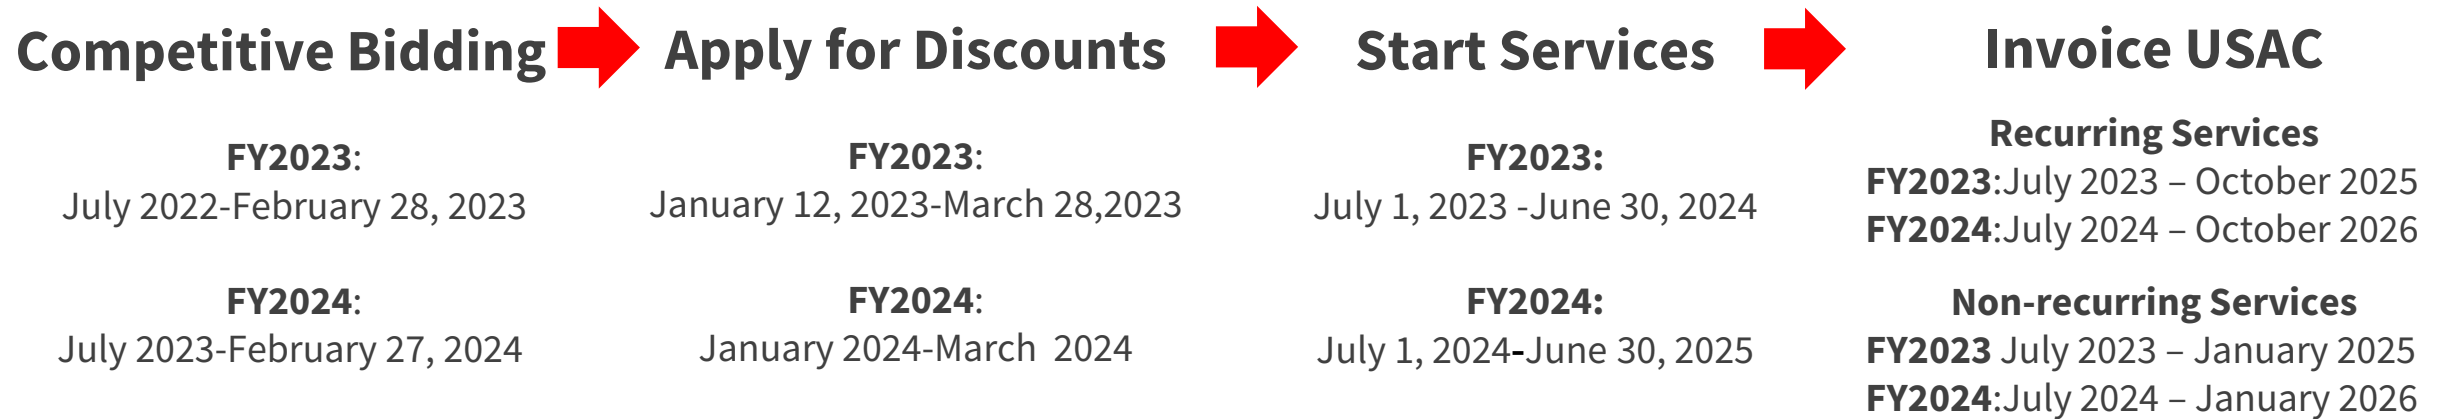 Competitive Bidding
FY2023:
July 2022-February 28, 2023
FY2024:
July 2023-February 27, 2024
Apply for Discounts
FY2023:
January 12, 2023-March 28,2023
FY2024:
January 2024-March  2024
Start Services
FY2023:
July 1, 2023 -June 30, 2024
FY2024:
July 1, 2024-June 30, 2025
Invoice USAC
Recurring Services
FY2023:July 2023 – October 2025
FY2024:July 2024 – October 2026
Non-recurring Services
FY2023 July 2023 – January 2025
FY2024:July 2024 – January 2026